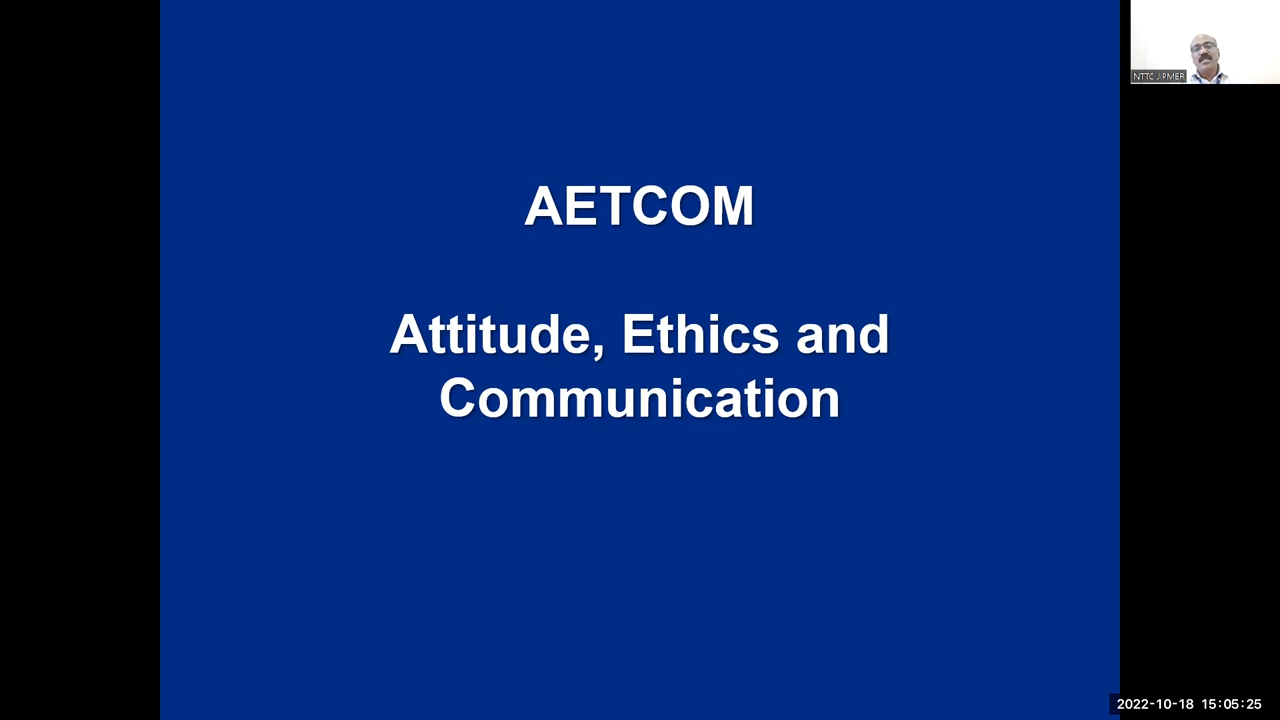 NTTC JIPMER
AETCOM
Attitude, Ethics and
Communication
2022-10-18 15:05:25